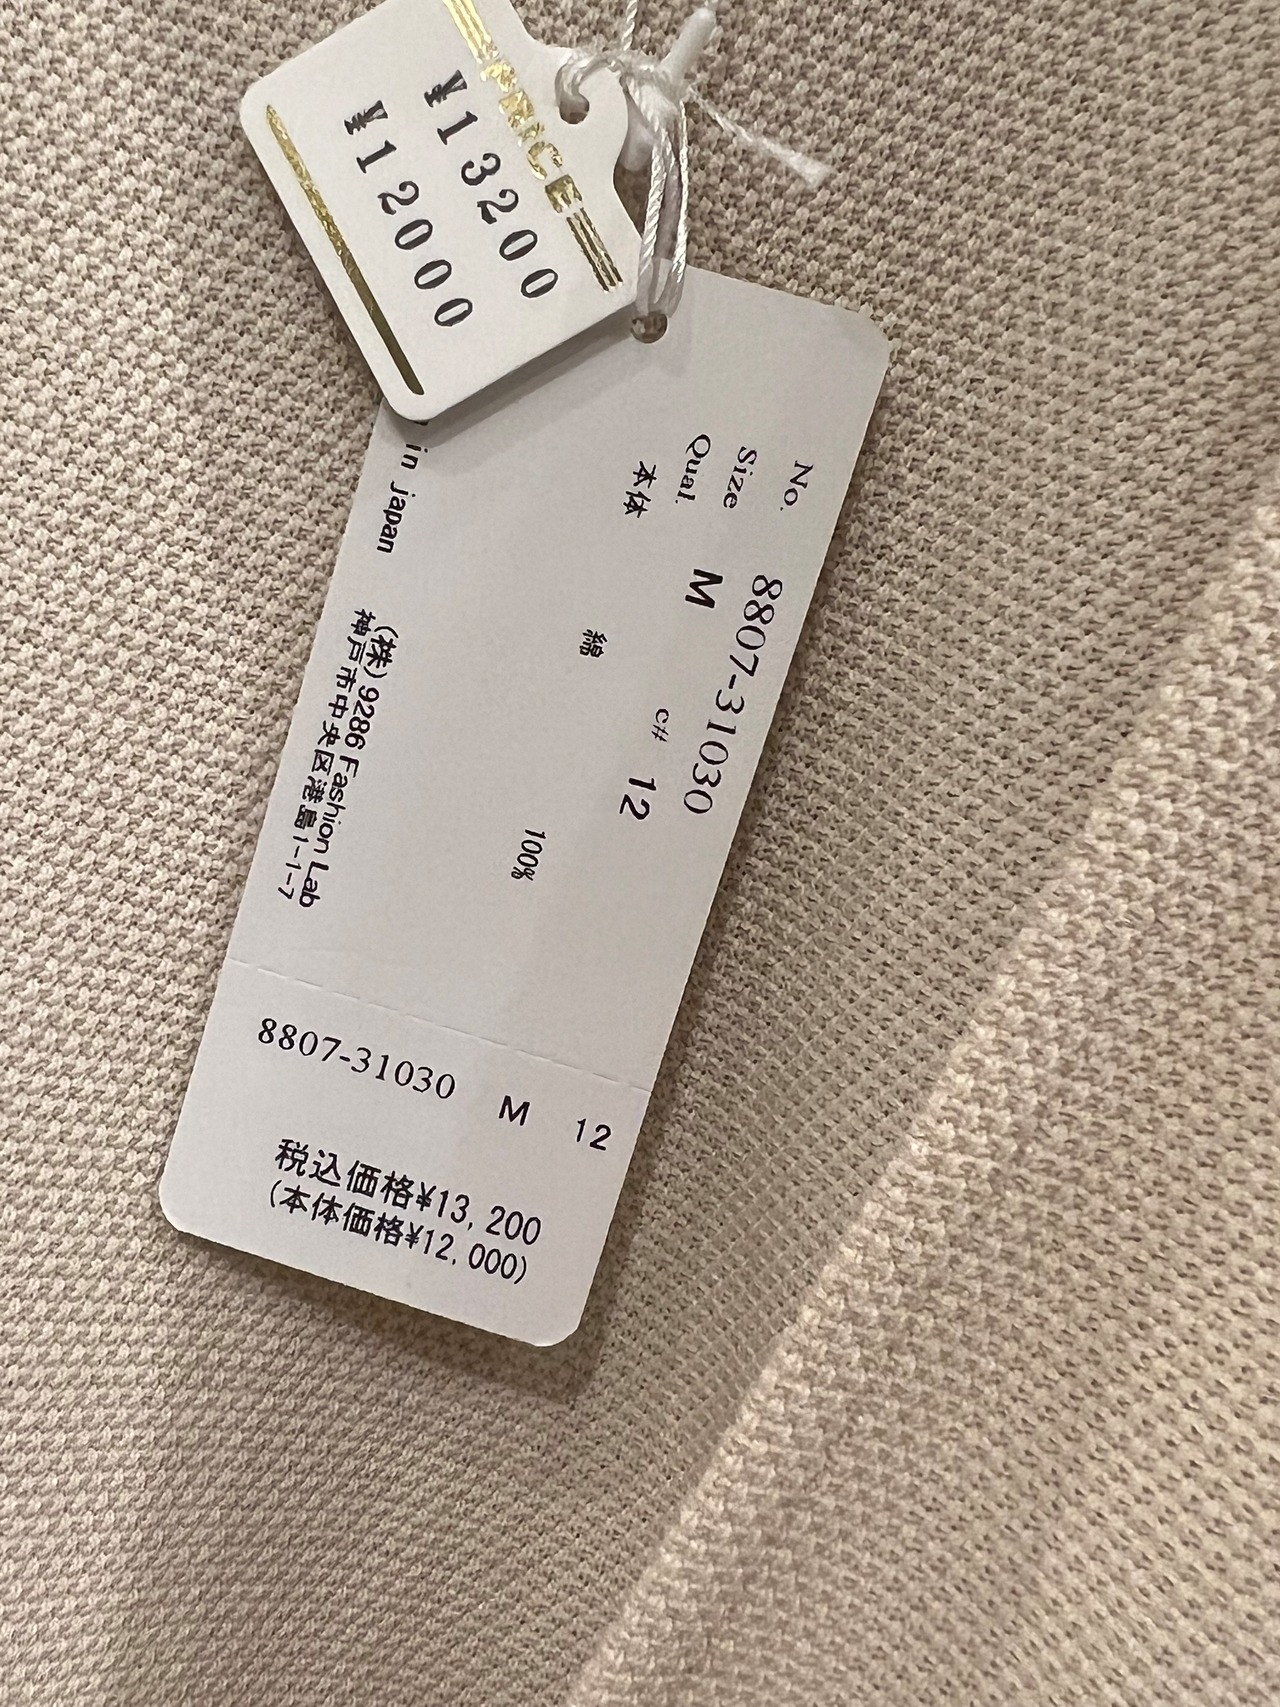 PRICE
¥13200
¥12000
No. 8807-31030
Size M c# 12
Qual.
本体
綿 100%
in japan
(株)9286 Fashion Lab
神戸市中央区港島1-1-7
8807-31030 M 12
税込価格¥13,200
(本体価格¥12,000)